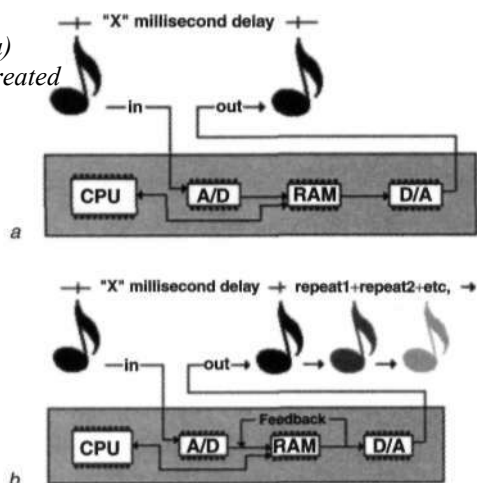 "X" millisecond delay
a)
reated
in
out
CPU
A/D
RAM
D/A
a
"X" millisecond delay repeat1+repeat2+etc,
in
out
Feedback
CPU
A/D
RAM
D/A
b